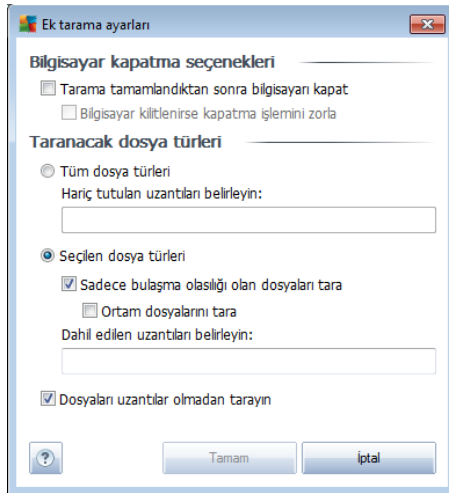 Ek tarama ayarları
Bilgisayar kapatma seçenekleri
Tarama tamamlandıktan sonra bilgisayarı kapat
Bilgisayar kilitlenirse kapatma işlemini zorla
Taranacak dosya türleri
Tüm dosya türleri
Hariç tutulan uzantıları belirleyin:
Seçilen dosya türleri
Sadece bulaşma olasılığı olan dosyaları tara
Ortam dosyalarını tara
Dahil edilen uzantıları belirleyin:
Dosyaları uzantılar olmadan tarayın
? Tamam İptal